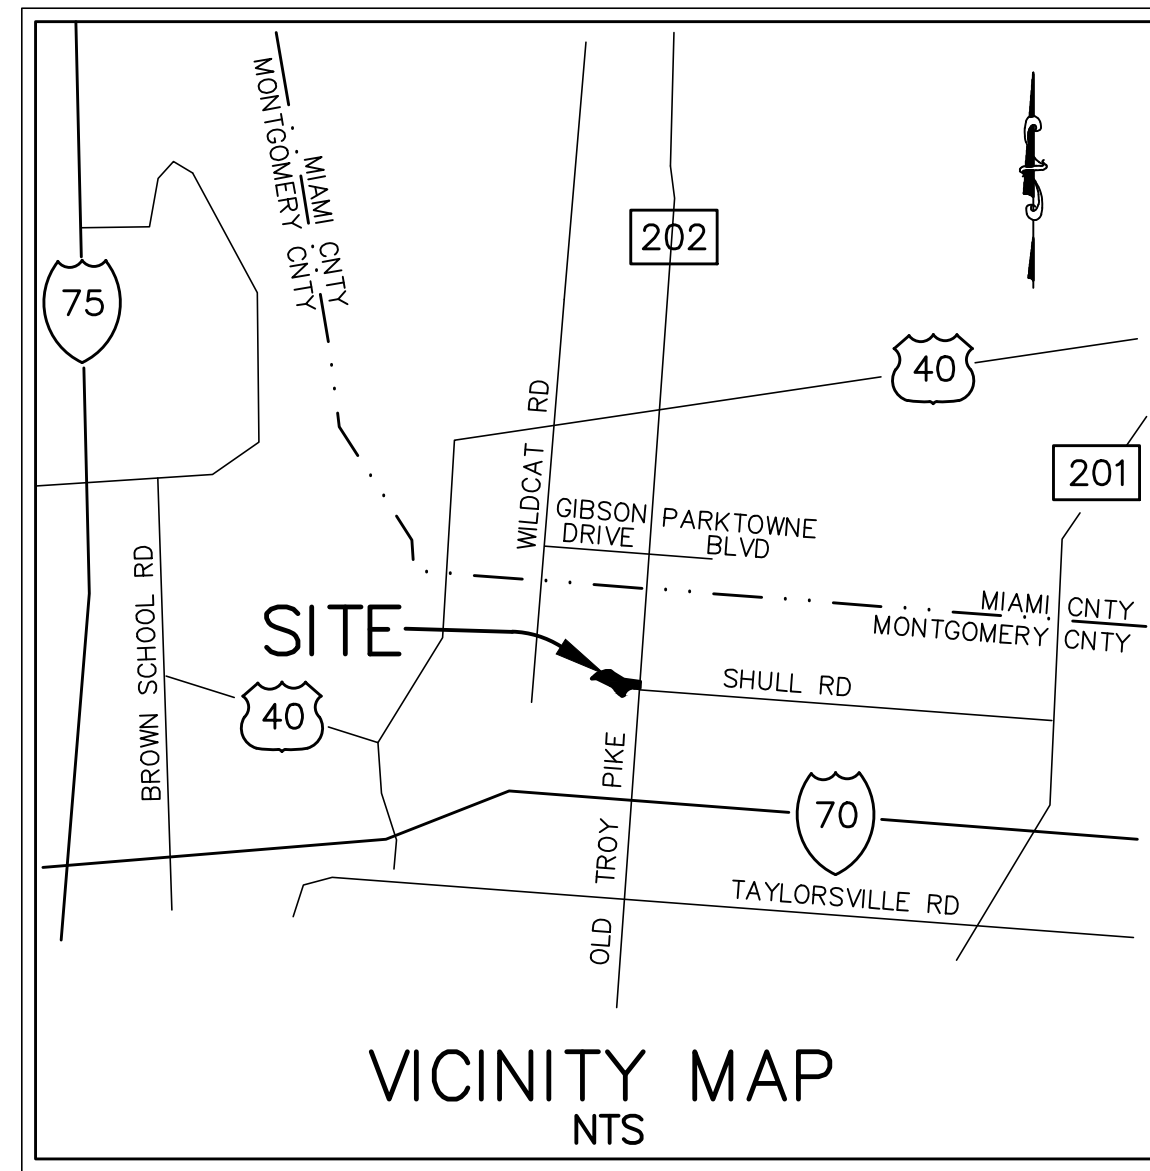 MIAMI CNTY
MONTGOMERY CNTY
202
75
40
WILDCAT RD
201
GIBSON DRIVE
PARKTOWNE BLVD
BROWN SCHOOL RD
SITE
MIAMI CNTY
MONTGOMERY CNTY
SHULL RD
40
OLD TROY PIKE
70
TAYLORSVILLE RD
VICINITY MAP
NTS